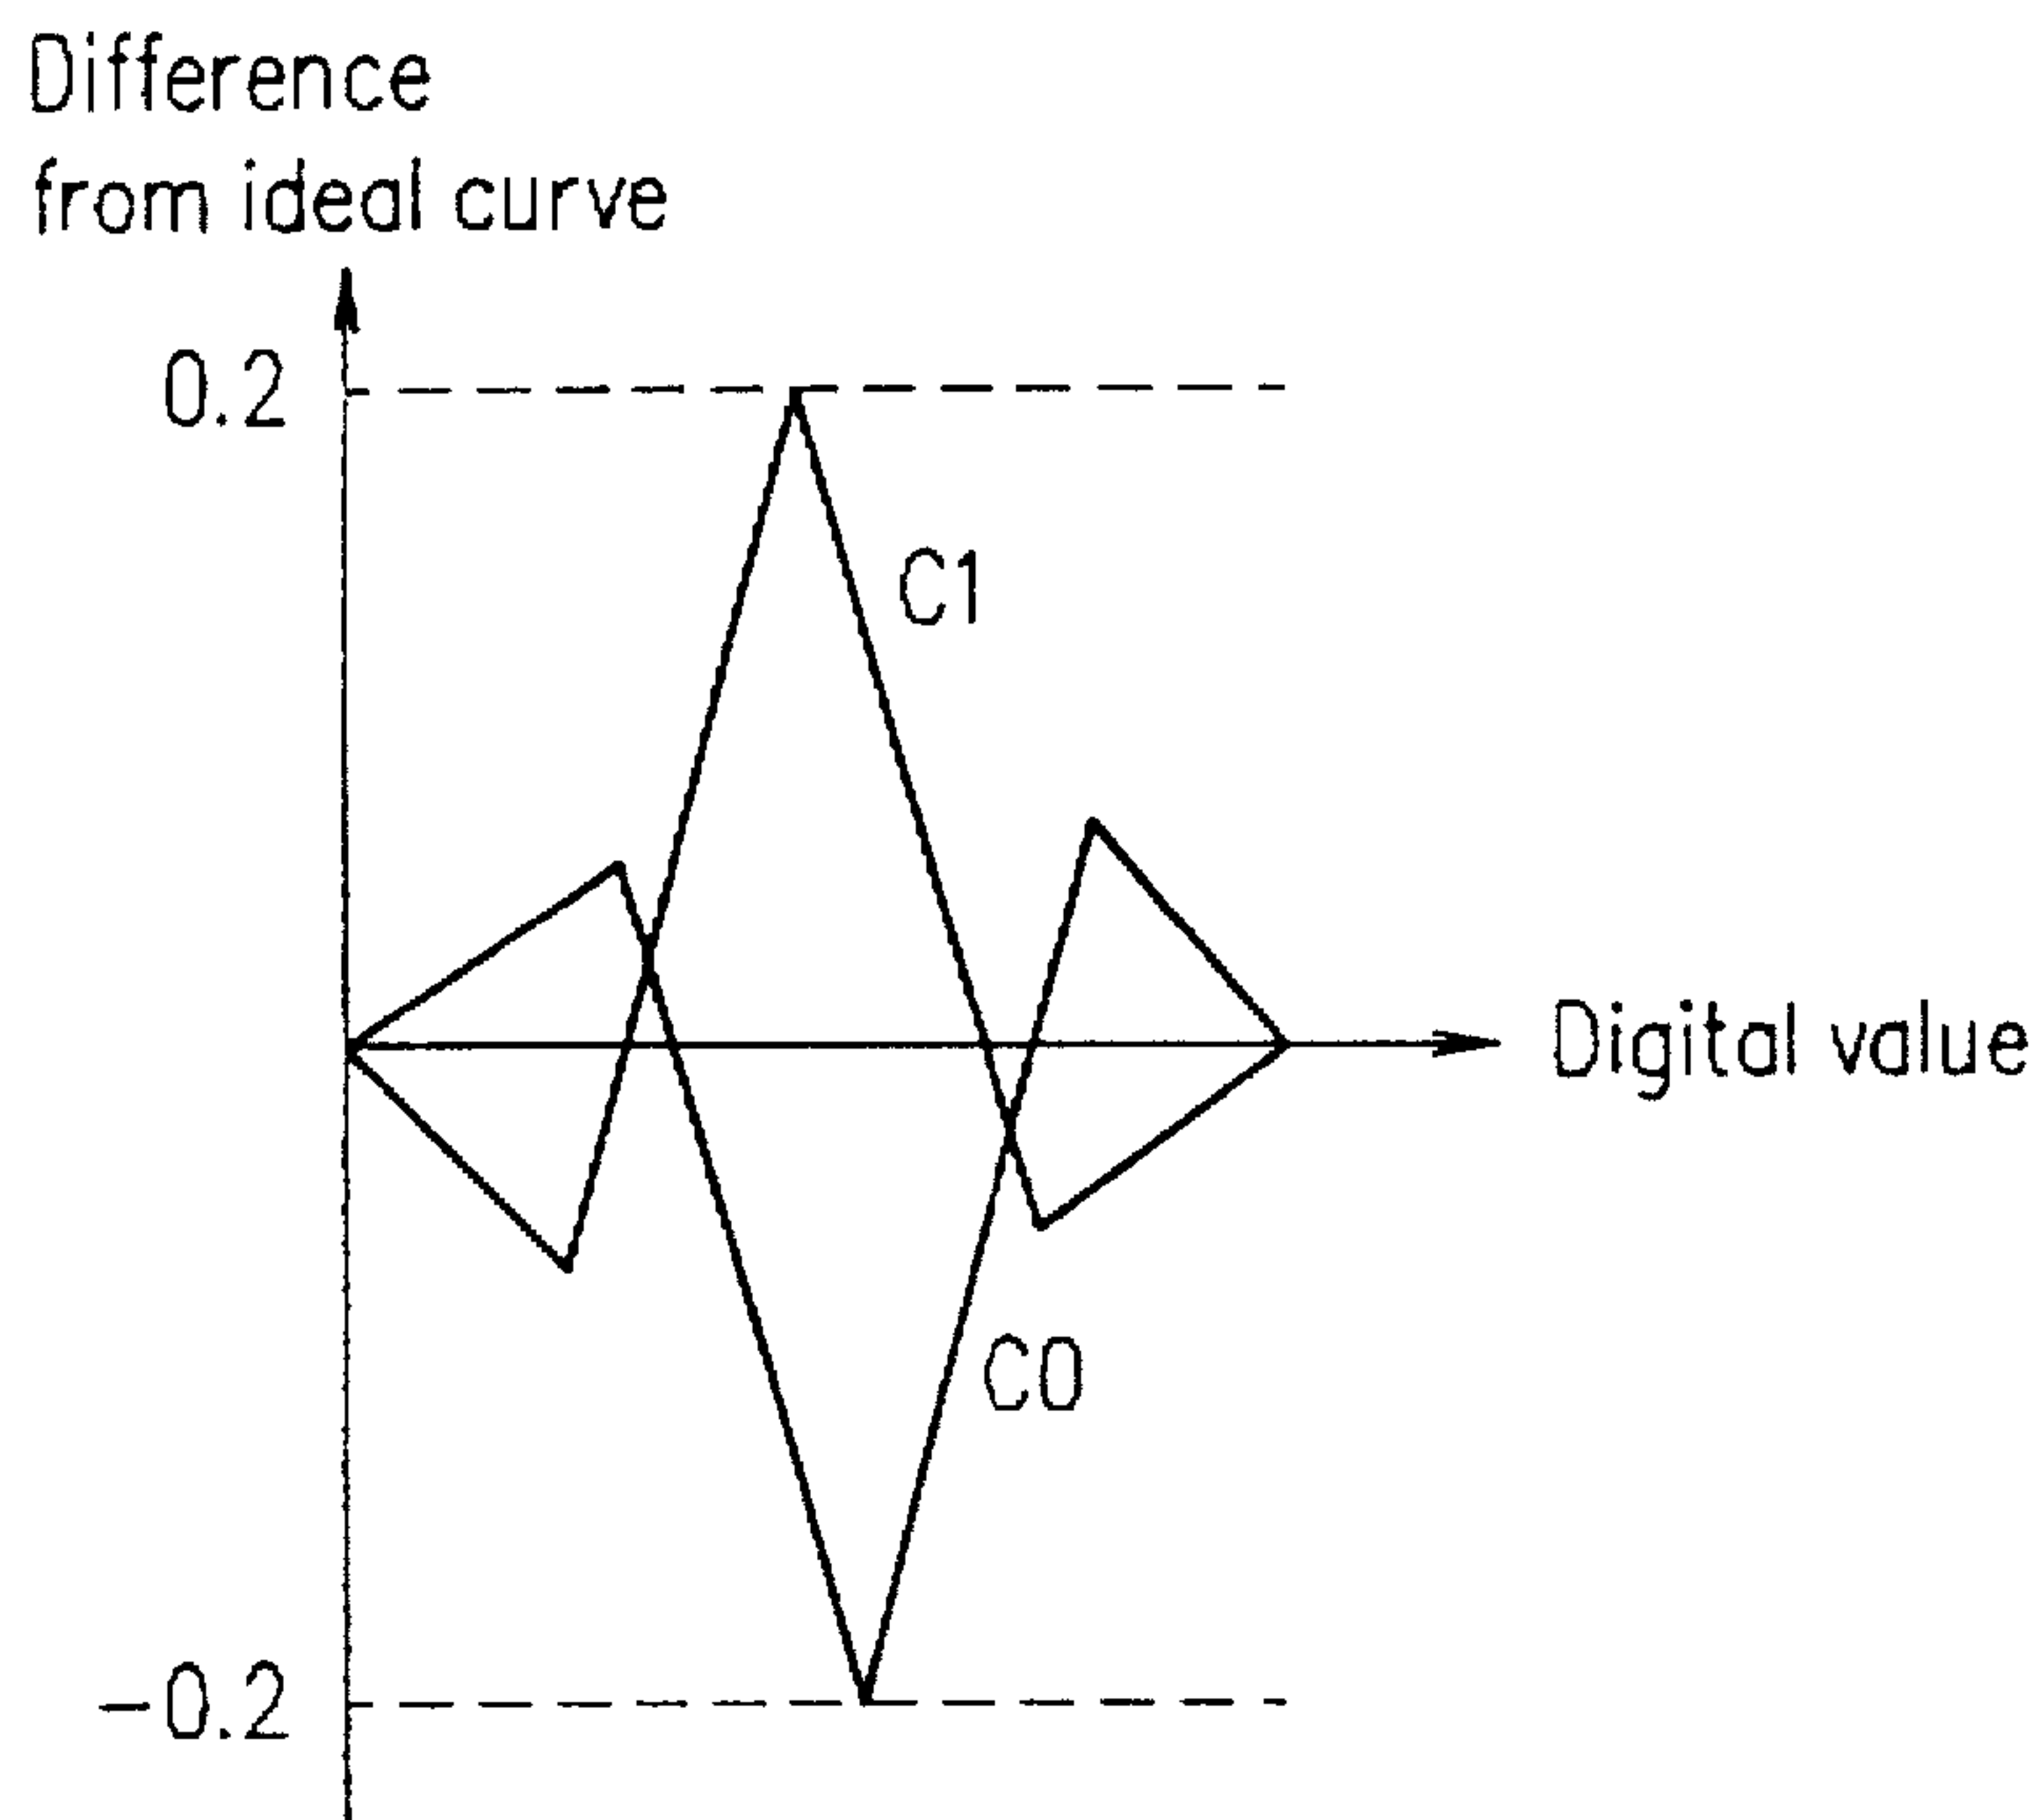 Difference
from ideal curve
0.2
C1
Digital value
C0
-0.2